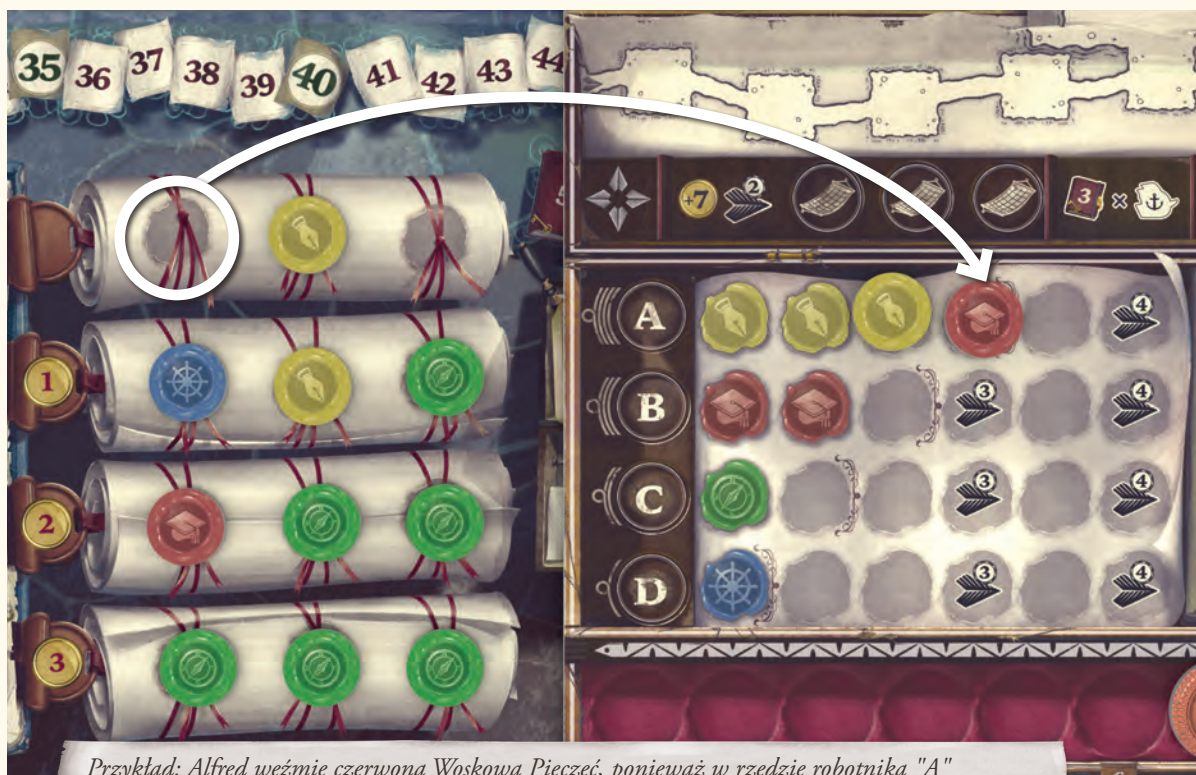 35 36 37 38 39 40 41 42 43 44
+7 2 3 ×
A 4
1
B 3 4
2
C 3 4
3
D 3 4
Przykład: Alfred weźmie czerwoną Woskową Pieczęć, ponieważ w rzędzie robotnika "A"